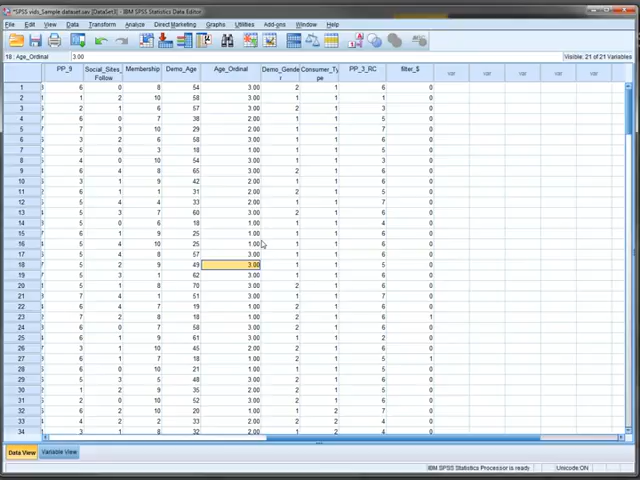 *SPSS vids_Sample dataset.sav [DataSet3] - IBM SPSS Statistics Data Editor
File Edit View Data Transform Analyze Direct Marketing Graphs Utilities Add-ons Window Help
18 : Age_Ordinal 3.00 Visible: 21 of 21 Variables
PP_9 Social_Sites_Follow Membership Demo_Age Age_Ordinal Demo_Gender Consumer_Type PP_3_RC filter_$ var var var var var
1 6 0 8 54 3.00 2 1 6 0
2 1 2 10 58 3.00 1 1 1 0
3 2 1 6 57 3.00 2 1 6 0
4 6 0 7 38 2.00 1 1 5 0
5 7 3 10 29 2.00 1 1 7 0
6 3 2 6 58 3.00 1 1 6 0
7 5 0 3 18 1.00 1 1 5 0
8 4 0 10 54 3.00 1 1 7 0
9 6 4 8 65 3.00 2 1 6 0
10 1 3 9 42 2.00 1 1 6 0
11 6 1 1 31 2.00 2 1 6 0
12 4 4 4 33 2.00 2 1 7 0
13 5 3 7 60 3.00 2 1 6 0
14 5 0 6 18 1.00 1 1 4 0
15 6 1 9 25 1.00 1 1 6 0
16 5 4 10 25 1.00 1 1 6 0
17 5 4 8 57 3.00 1 1 6 0
18 5 2 9 49 3.00 1 1 5 0
19 5 3 1 62 3.00 1 1 6 0
20 5 1 8 70 3.00 2 1 6 0
21 7 4 1 51 3.00 1 1 7 0
22 6 4 7 19 1.00 2 1 6 0
23 7 2 8 18 1.00 2 1 6 1
24 6 0 7 58 3.00 1 1 6 0
25 6 1 9 61 3.00 1 1 2 0
26 6 0 10 45 2.00 2 1 6 0
27 6 1 7 18 1.00 2 1 5 1
28 6 0 10 21 1.00 1 1 5 0
29 5 3 5 48 3.00 2 1 6 0
30 1 2 9 35 2.00 2 1 6 0
31 6 0 2 52 3.00 2 1 6 0
32 6 2 10 20 1.00 1 2 7 0
33 4 2 2 33 2.00 2 2 4 0
34 3 1 8 32 2.00 1 2 6 0
Data View Variable View
IBM SPSS Statistics Processor is ready Unicode:ON